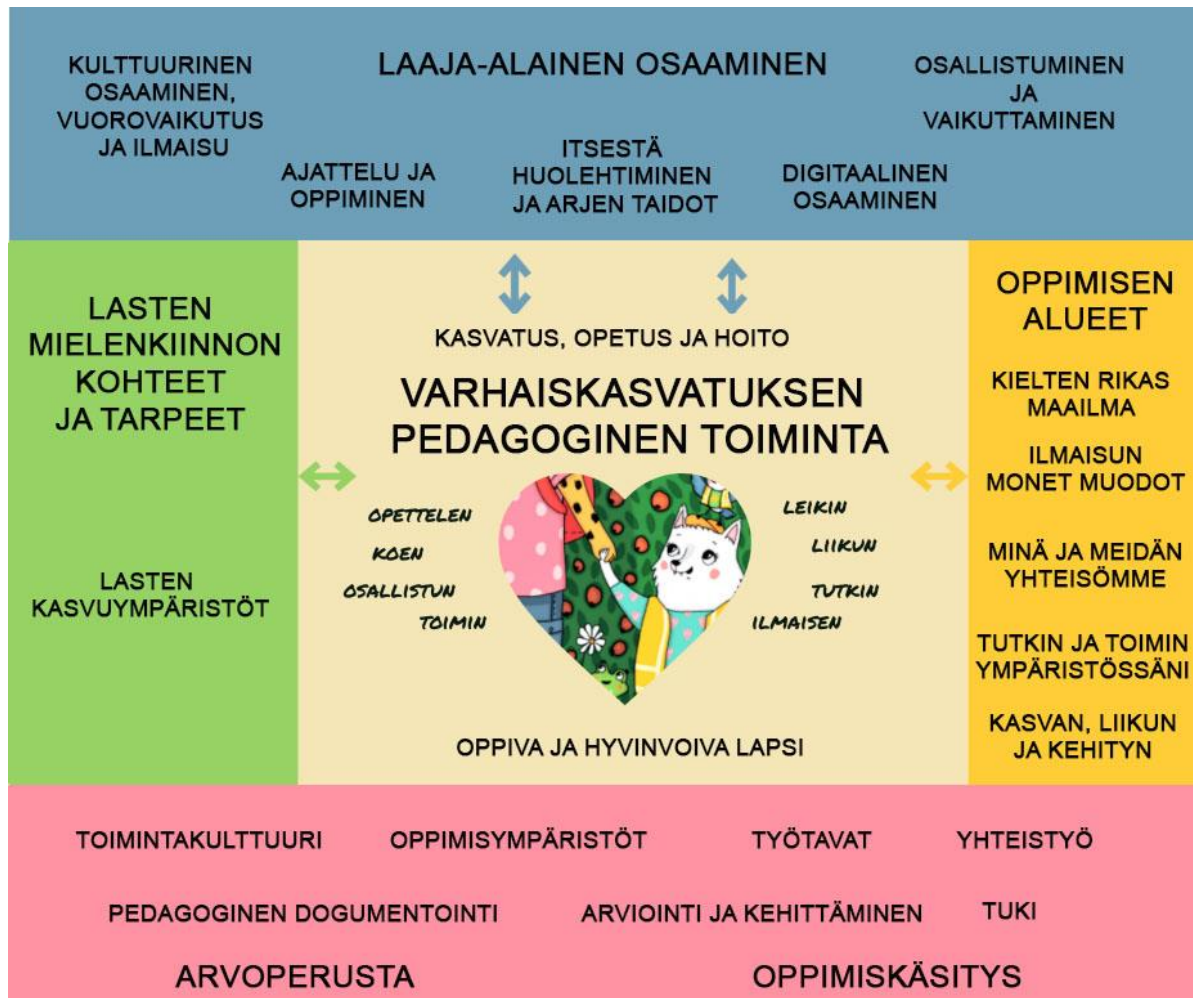 LAAJA-ALAINEN OSAAMINEN
KULTTUURINEN
OSAAMINEN,
VUOROVAIKUTUS
JA ILMAISU
AJATTELU JA
OPPIMINEN
ITSESTÄ
HUOLEHTIMINEN
JA ARJEN TAIDOT
DIGITAALINEN
OSAAMINEN
OSALLISTUMINEN
JA
VAIKUTTAMINEN
LASTEN
MIELENKIINNON
KOHTEET
JA TARPEET
LASTEN
KASVUYMPÄRISTÖT
KASVATUS, OPETUS JA HOITO
VARHAISKASVATUKSEN
PEDAGOGINEN TOIMINTA
OPETTELEN
KOEN
OSALLISTUN
TOIMIN
LEIKIN
LIIKUN
TUTKIN
ILMAISEN
OPPIVA JA HYVINVOIVA LAPSI
OPPIMISEN
ALUEET
KIELTEN RIKAS
MAAILMA
ILMAISUN
MONET MUODOT
MINÄ JA MEIDÄN
YHTEISÖMME
TUTKIN JA TOIMIN
YMPÄRISTÖSSÄNI
KASVAN, LIIKUN
JA KEHITYN
TOIMINTAKULTTUURI
OPPIMISYMPÄRISTÖT
TYÖTAVAT
YHTEISTYÖ
PEDAGOGINEN DOGUMENTOINTI
ARVIOINTI JA KEHITTÄMINEN
TUKI
ARVOPERUSTA
OPPIMISKÄSITYS